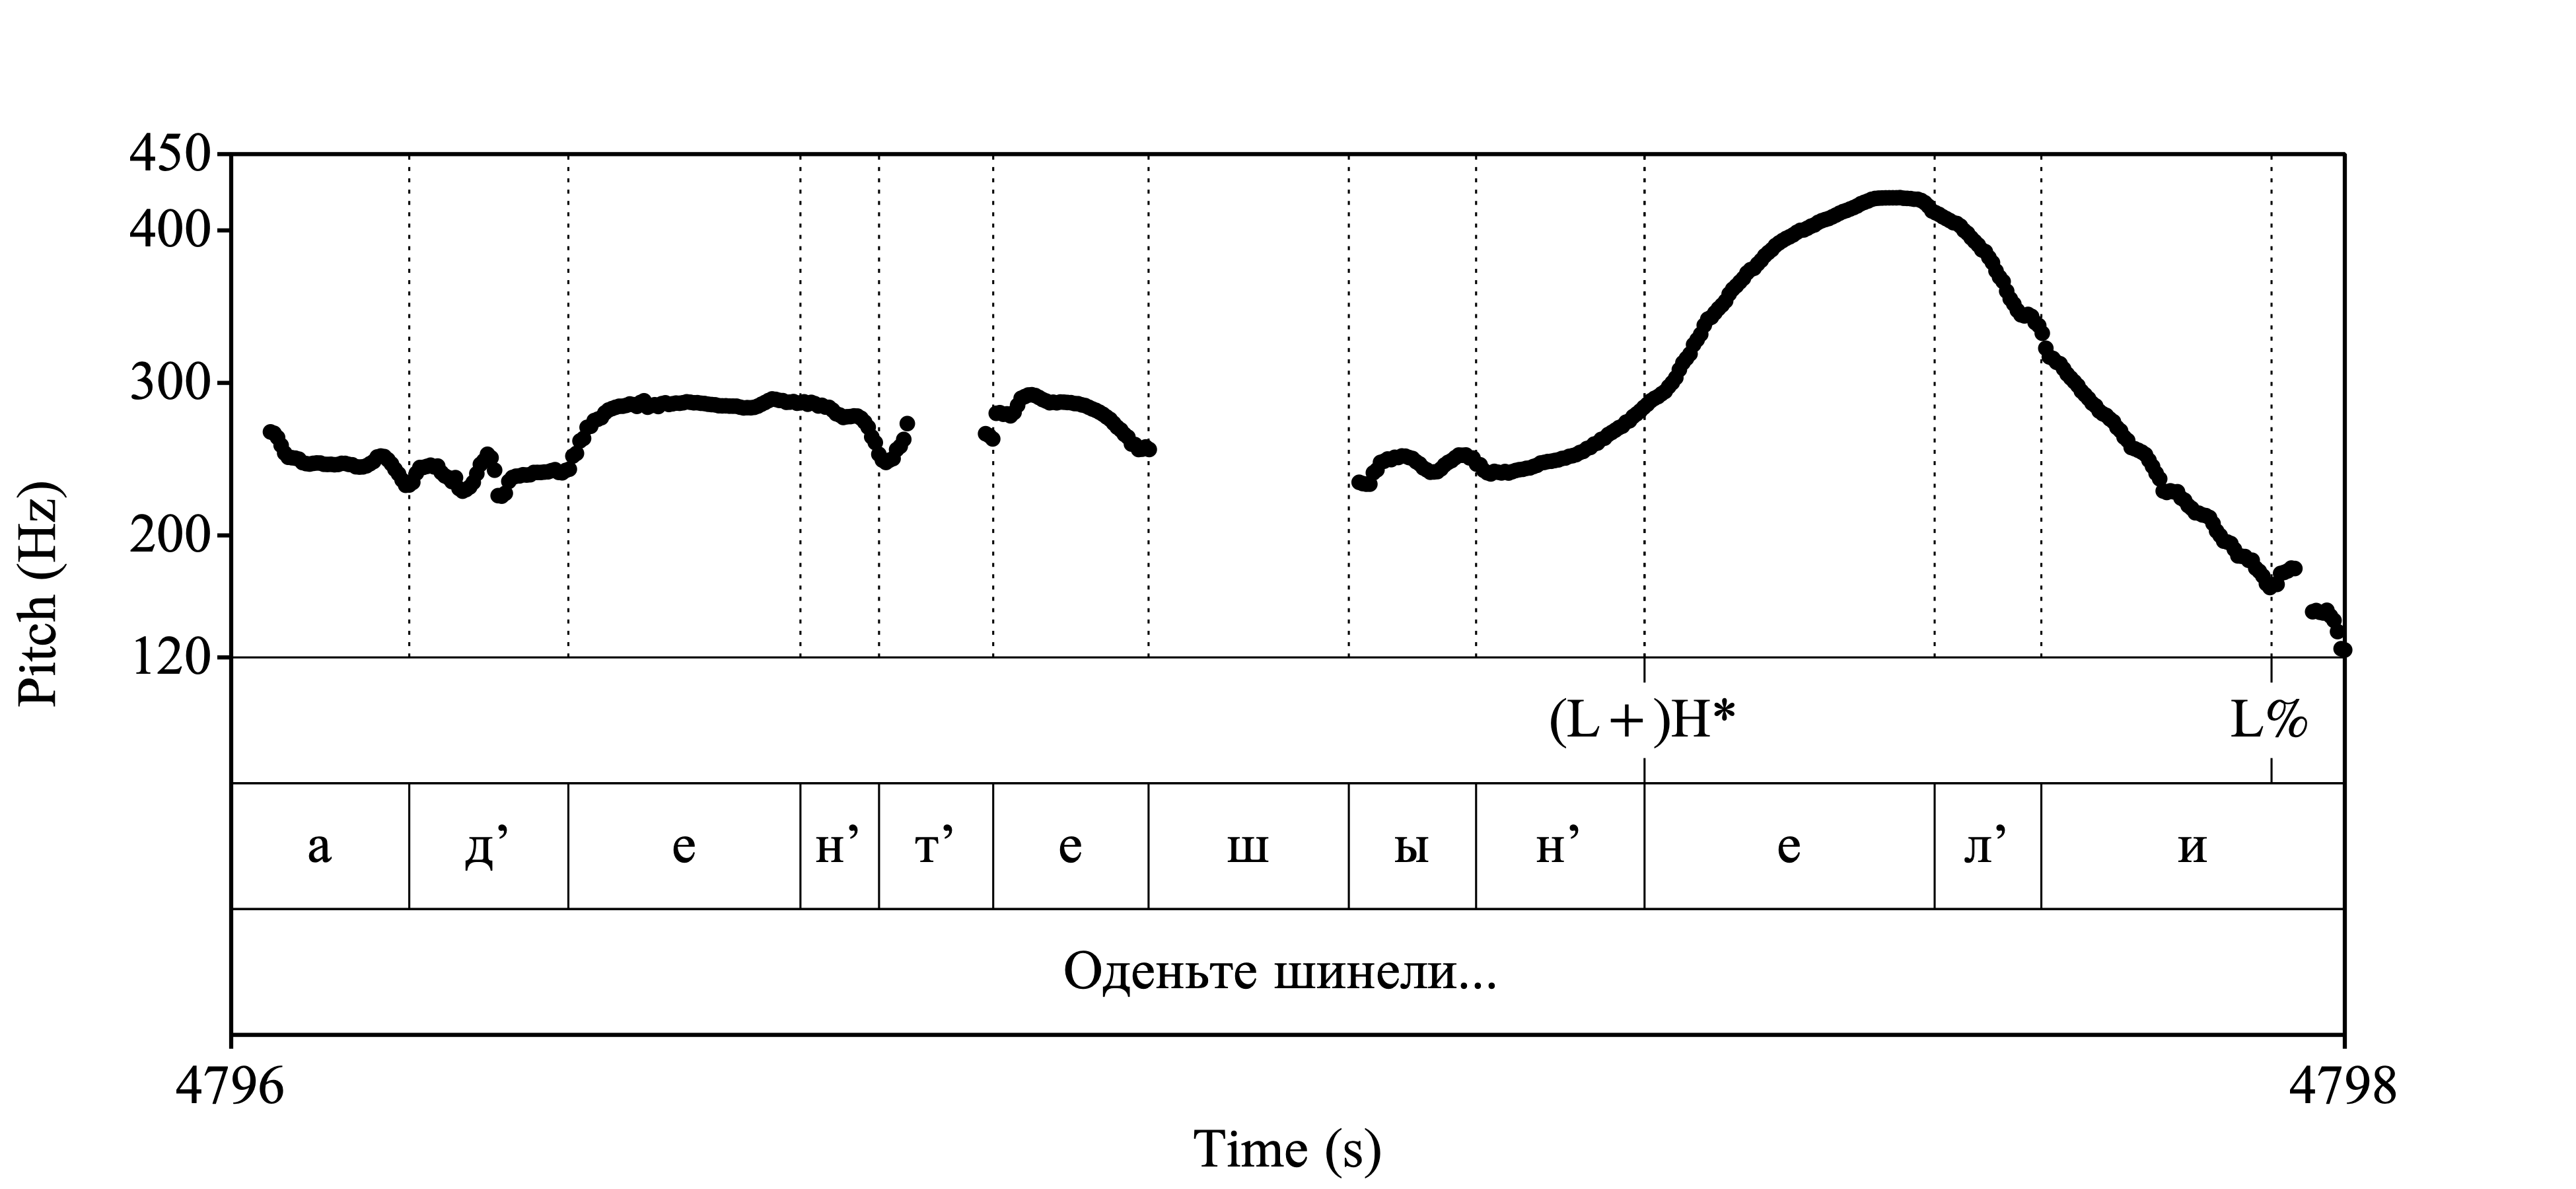 450
400
300
200
120
Pitch (Hz)
(L+)H* L%
а д’ е н’ т’ е ш ы н’ е л’ и
Оденьте шинели...
4796 4798
Time (s)